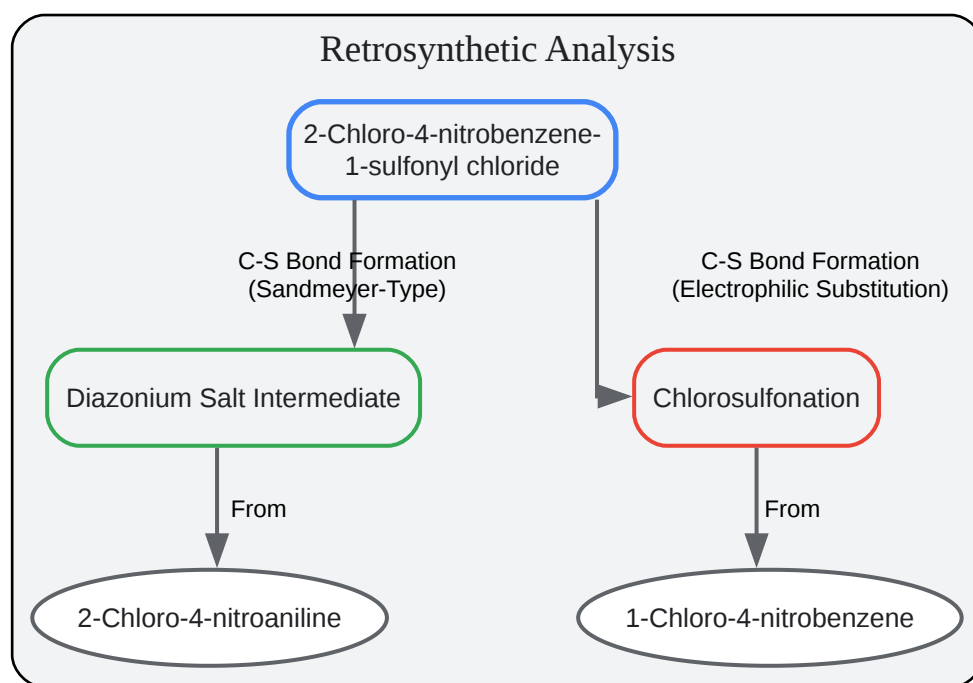 Retrosynthetic Analysis
2-Chloro-4-nitrobenzene-
1-sulfonyl chloride
C-S Bond Formation
(Sandmeyer-Type)
C-S Bond Formation
(Electrophilic Substitution)
Diazonium Salt Intermediate
Chlorosulfonation
From
From
2-Chloro-4-nitroaniline
1-Chloro-4-nitrobenzene